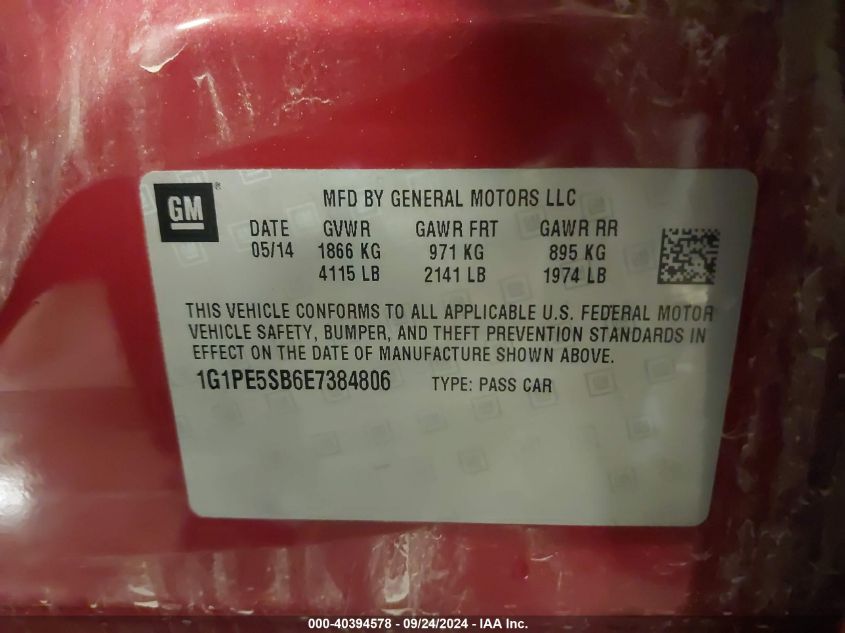 GM ®
MFD BY GENERAL MOTORS LLC
DATE GVWR GAWR FRT GAWR RR
05/14 1866 KG 971 KG 895 KG
4115 LB 2141 LB 1974 LB
THIS VEHICLE CONFORMS TO ALL APPLICABLE U.S. FEDERAL MOTOR
VEHICLE SAFETY, BUMPER, AND THEFT PREVENTION STANDARDS IN
EFFECT ON THE DATE OF MANUFACTURE SHOWN ABOVE.
1G1PE5SB6E7384806 TYPE: PASS CAR
000-40394578 - 09/24/2024 - IAA Inc.